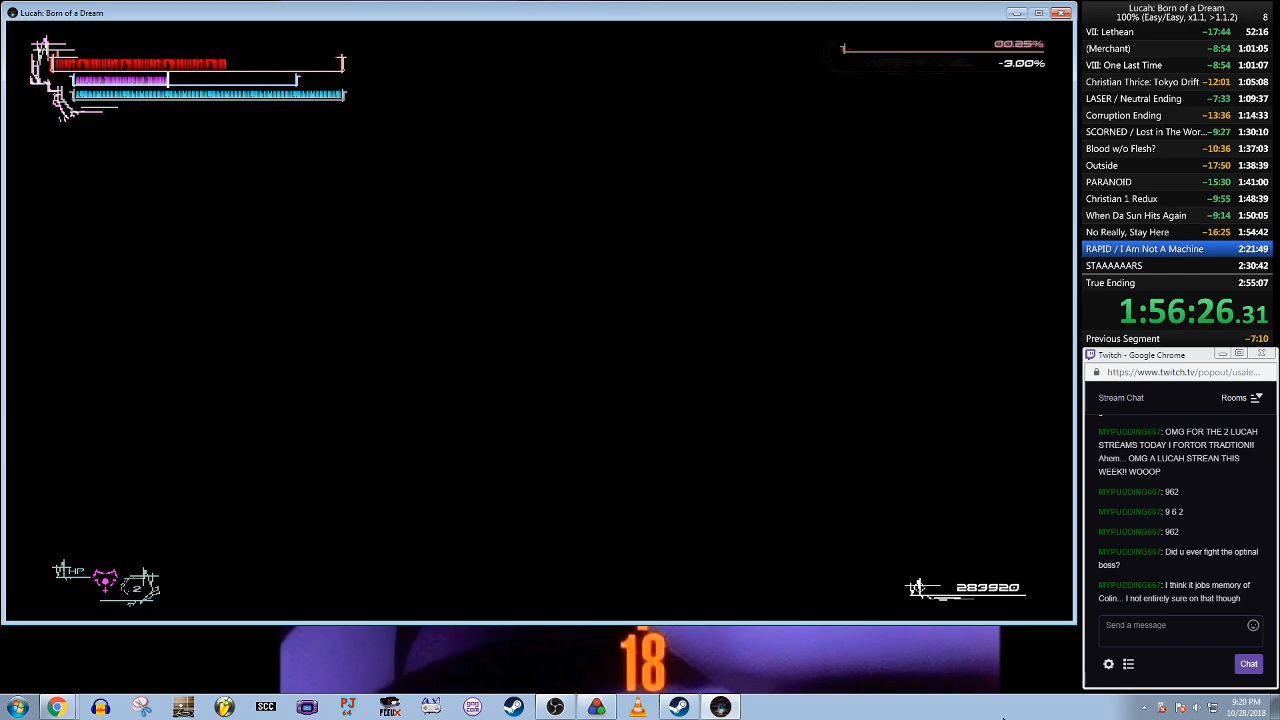 Lucah: Born of a Dream
00.25%
VERSE 9 - DUEL
-3.00%
HP
2
283920
18
Lucah: Born of a Dream
100% (Easy/Easy, x1.1, >1.1.2) 8
VII: Lethean −17:44 52:16
(Merchant) −8:54 1:01:05
VIII: One Last Time −8:54 1:01:07
Christian Thrice: Tokyo Drift −12:01 1:05:08
LASER / Neutral Ending −7:33 1:09:37
Corruption Ending −13:36 1:14:33
SCORNED / Lost in The Wor... −9:27 1:30:10
Blood w/o Flesh? −10:36 1:37:03
Outside −17:50 1:38:39
PARANOID −15:30 1:41:00
Christian 1 Redux −9:55 1:48:39
When Da Sun Hits Again −9:14 1:50:05
No Really, Stay Here −16:25 1:54:42
RAPID / I Am Not A Machine 2:21:49
STAAAAAARS 2:30:42
True Ending 2:55:07
1:56:26.31
Previous Segment −7:10
Twitch - Google Chrome
https://www.twitch.tv/popout/usale...
Stream Chat Rooms
MYPUDDING667: OMG FOR THE 2 LUCAH
STREAMS TODAY I FORTOR TRADTION!!
Ahem... OMG A LUCAH STREAN THIS
WEEK!! WOOOP
MYPUDDING667: 962
MYPUDDING667: 9 6 2
MYPUDDING667: 962
MYPUDDING667: Did u ever fight the optnal
boss?
MYPUDDING667: I think it jobs memory of
Colin... I not entirely sure on that though
Send a message
Chat
SCC
PJ
64
9:20 PM
10/28/2018